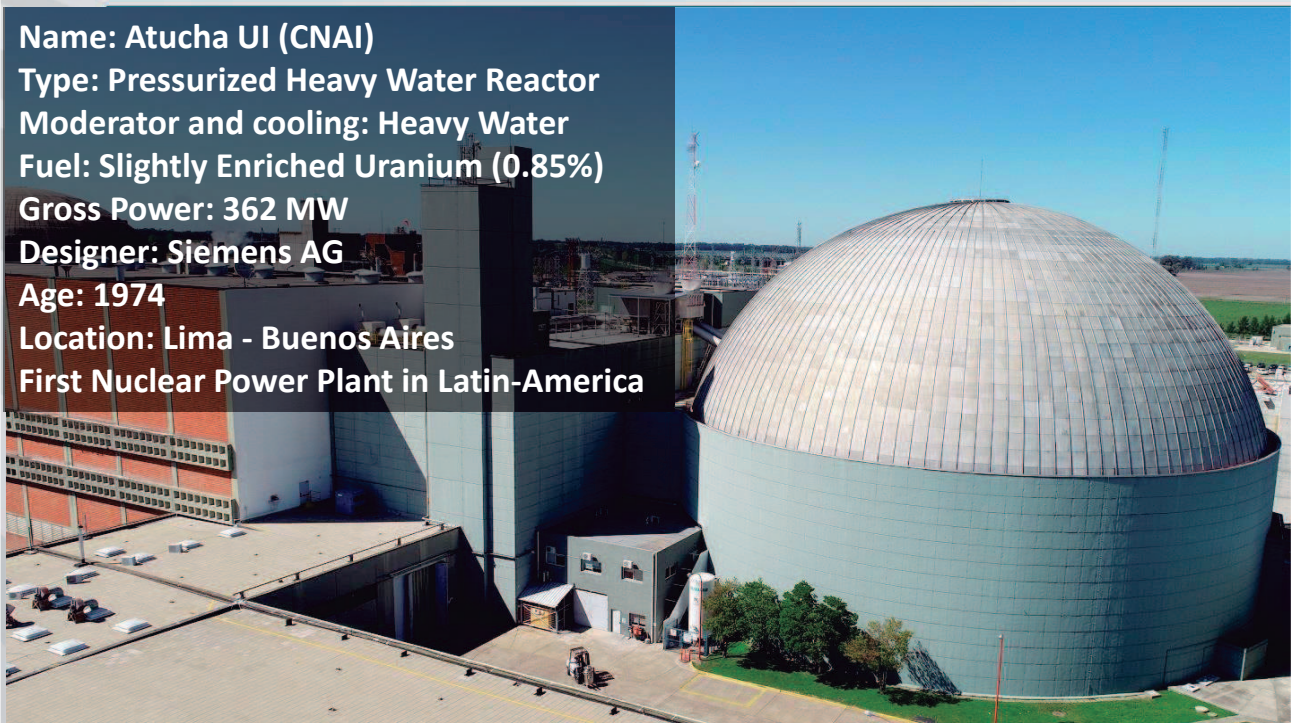 Name: Atucha UI (CNAI)
Type: Pressurized Heavy Water Reactor
Moderator and cooling: Heavy Water
Fuel: Slightly Enriched Uranium (0.85%)
Gross Power: 362 MW
Designer: Siemens AG
Age: 1974
Location: Lima - Buenos Aires
First Nuclear Power Plant in Latin-America